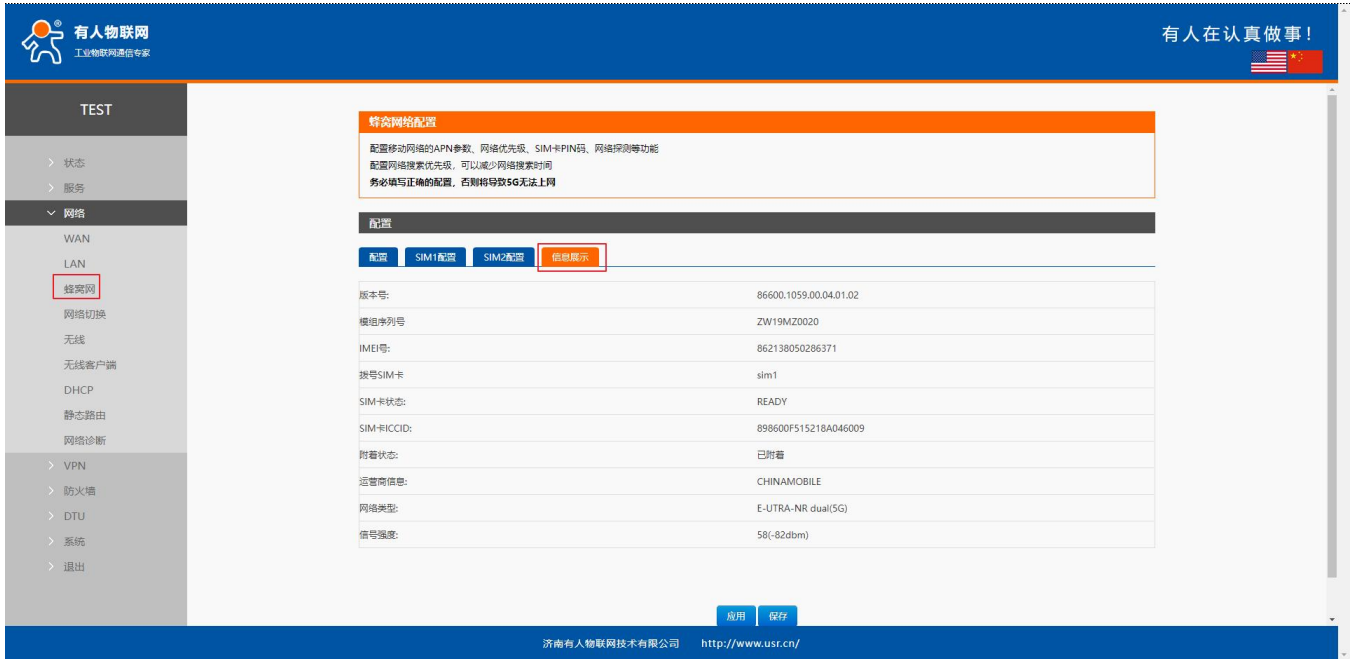 有人物联网
工业物联网通信专家
有人在认真做事！
TEST
状态
服务
网络
WAN
LAN
蜂窝网
网络切换
无线
无线客户端
DHCP
静态路由
网络诊断
VPN
防火墙
DTU
系统
退出
蜂窝网络配置
配置移动网络的APN参数、网络优先级、SIM卡PIN码、网络探测等功能
配置网络搜素优先级，可以减少网络搜素时间
务必填写正确的配置，否则将导致5G无法上网
配置
配置 SIM1配置 SIM2配置 信息展示
版本号: 86600.1059.00.04.01.02
模组序列号 ZW19MZ0020
IMEI号: 862138050286371
拨号SIM卡 sim1
SIM卡状态: READY
SIM卡ICCID: 898600F515218A046009
附着状态: 已附着
运营商信息: CHINAMOBILE
网络类型: E-UTRA-NR dual(5G)
信号强度: 58(-82dbm)
应用 保存
济南有人物联网技术有限公司 http://www.usr.cn/